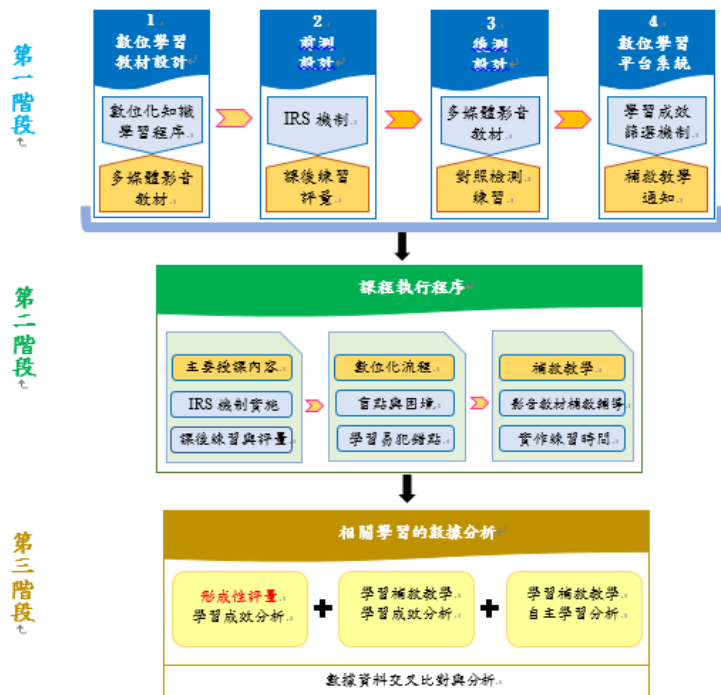 第一階段
1
數位學習
教材設計
數位化知識
學習程序
多媒體影音
教材
2
前測
設計
IRS 機制
課後練習
評量
3
後測
設計
多媒體影音
教材
對照檢測
練習
4
數位學習
平台系統
學習成效
篩選機制
補救教學
通知
第二階段
課程執行程序
主要授課內容
IRS 機制實施
課後練習與評量
數位化流程
盲點與困境
學習易犯錯點
補救教學
影音教材補救輔導
實作練習時間
第三階段
相關學習的數據分析
形成性評量
學習成效分析
+
學習補救教學
學習成效分析
+
學習補救教學
自主學習分析
數據資料交叉比對與分析